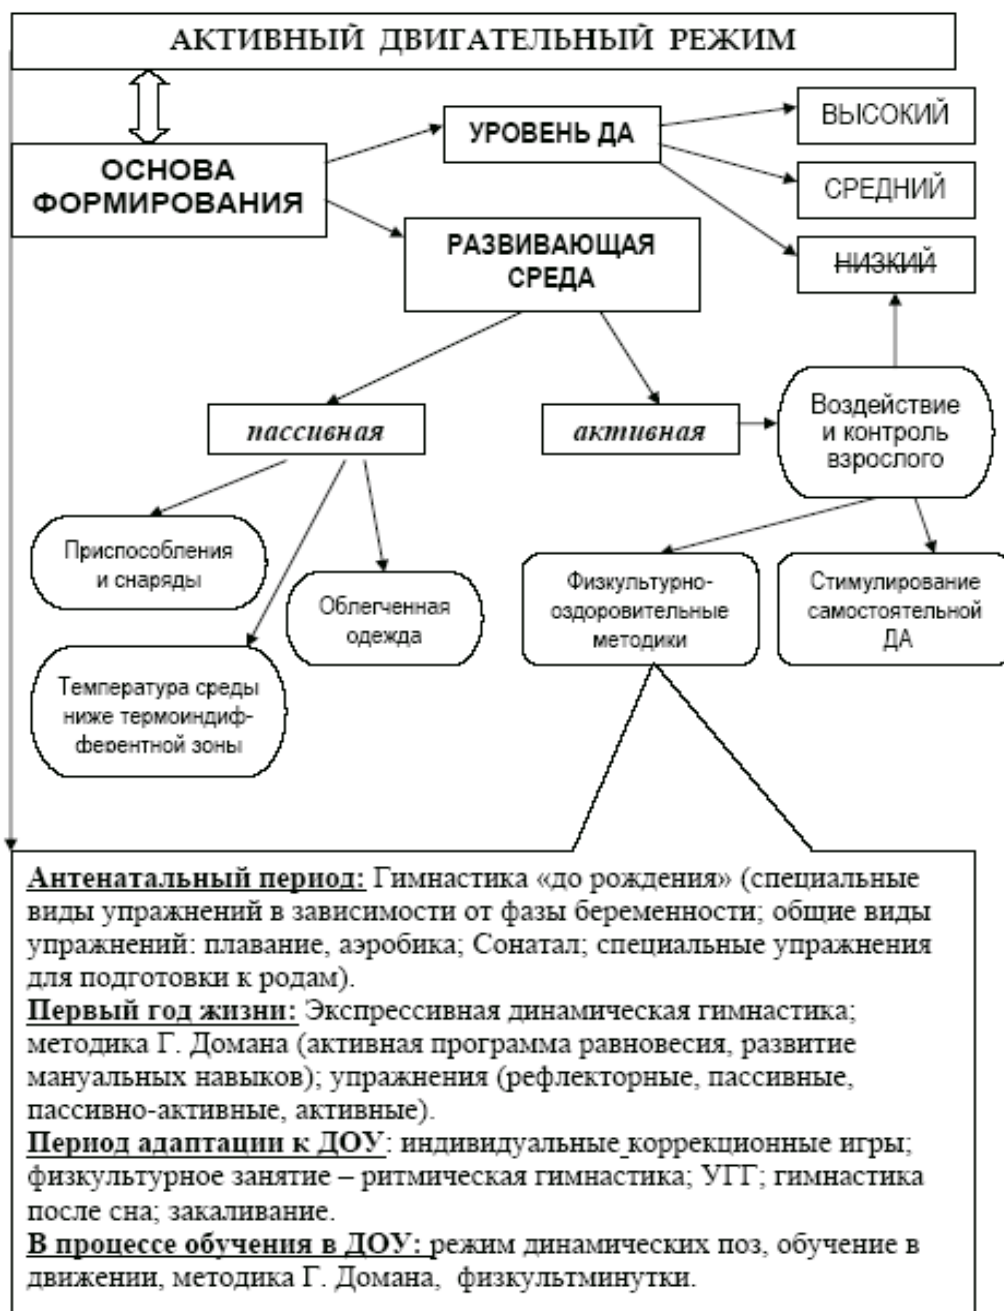 АКТИВНЫЙ ДВИГАТЕЛЬНЫЙ РЕЖИМ
ОСНОВА
ФОРМИРОВАНИЯ
УРОВЕНЬ ДА
ВЫСОКИЙ
СРЕДНИЙ
НИЗКИЙ
РАЗВИВАЮЩАЯ
СРЕДА
пассивная
активная
Воздействие
и контроль
взрослого
Приспособления
и снаряды
Облегченная
одежда
Температура среды
ниже термоиндиф-
ферентной зоны
Физкультурно-
оздоровительные
методики
Стимулирование
самостоятельной
ДА
Антенатальный период: Гимнастика «до рождения» (специальные
виды упражнений в зависимости от фазы беременности; общие виды
упражнений: плавание, аэробика; Сонатал; специальные упражнения
для подготовки к родам).
Первый год жизни: Экспрессивная динамическая гимнастика;
методика Г. Домана (активная программа равновесия, развитие
мануальных навыков); упражнения (рефлекторные, пассивные,
пассивно-активные, активные).
Период адаптации к ДОУ: индивидуальные коррекционные игры;
физкультурное занятие – ритмическая гимнастика; УГГ; гимнастика
после сна; закаливание.
В процессе обучения в ДОУ: режим динамических поз, обучение в
движении, методика Г. Домана, физкультминутки.